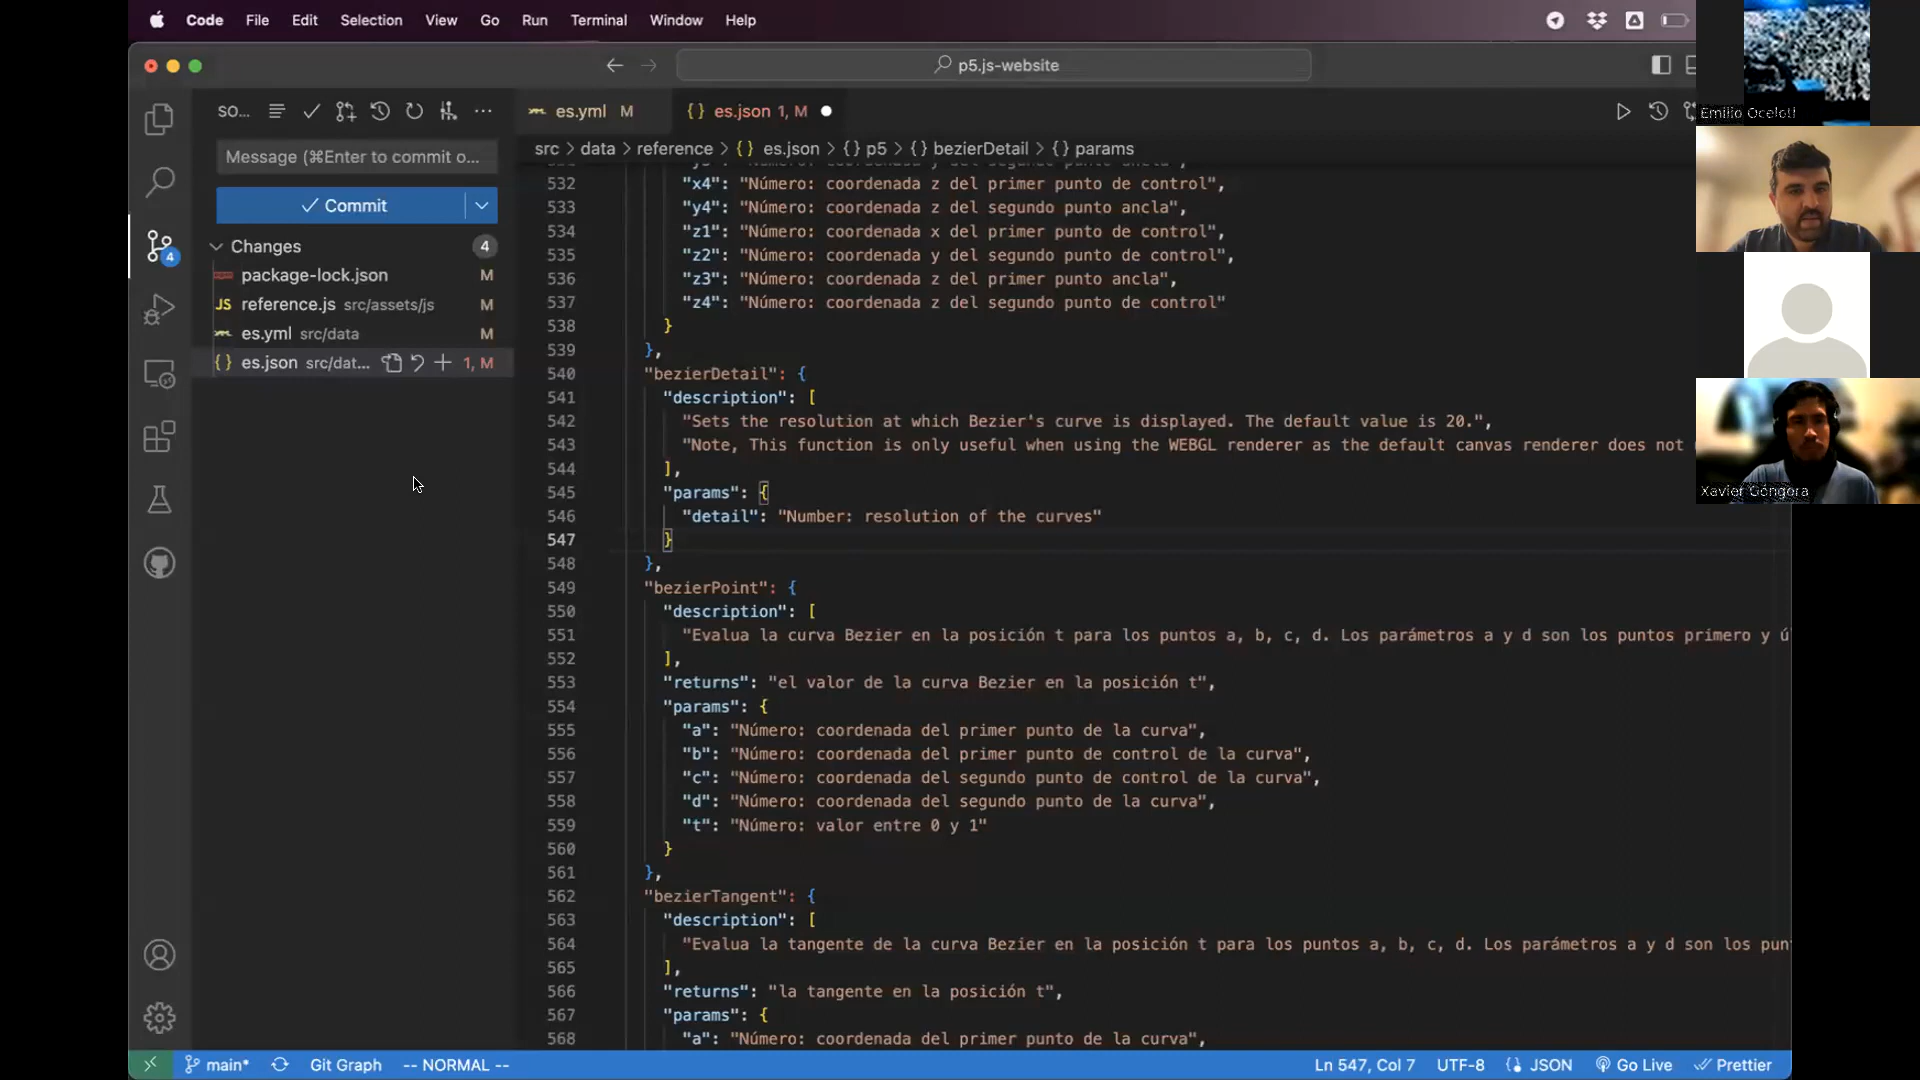 Code File Edit Selection View Go Run Terminal Window Help
p5.js-website
SO...
es.yml M
es.json 1, M
Emilio Ocelotl
Message (⌘Enter to commit o...
src > data > reference > {} es.json > {} p5 > {} bezierDetail > {} params
Commit
Changes 4
package-lock.json M
JS reference.js src/assets/js M
es.yml src/data M
{} es.json src/dat... 1, M
4
532 "x4": "Número: coordenada z del primer punto de control",
533 "y4": "Número: coordenada z del segundo punto ancla",
534 "z1": "Número: coordenada x del primer punto de control",
535 "z2": "Número: coordenada y del segundo punto de control",
536 "z3": "Número: coordenada z del primer punto ancla",
537 "z4": "Número: coordenada z del segundo punto de control"
538 }
539 },
540 "bezierDetail": {
541 "description": [
542 "Sets the resolution at which Bezier's curve is displayed. The default value is 20.",
543 "Note, This function is only useful when using the WEBGL renderer as the default canvas renderer does not
544 ],
545 "params": {
546 "detail": "Number: resolution of the curves"
547 }
548 },
549 "bezierPoint": {
550 "description": [
551 "Evalua la curva Bezier en la posición t para los puntos a, b, c, d. Los parámetros a y d son los puntos primero y ú
552 ],
553 "returns": "el valor de la curva Bezier en la posición t",
554 "params": {
555 "a": "Número: coordenada del primer punto de la curva",
556 "b": "Número: coordenada del primer punto de control de la curva",
557 "c": "Número: coordenada del segundo punto de control de la curva",
558 "d": "Número: coordenada del segundo punto de la curva",
559 "t": "Número: valor entre 0 y 1"
560 }
561 },
562 "bezierTangent": {
563 "description": [
564 "Evalua la tangente de la curva Bezier en la posición t para los puntos a, b, c, d. Los parámetros a y d son los pun
565 ],
566 "returns": "la tangente en la posición t",
567 "params": {
568 "a": "Número: coordenada del primer punto de la curva",
Xavier Góngora
main* Git Graph -- NORMAL -- Ln 547, Col 7 UTF-8 {} JSON Go Live Prettier